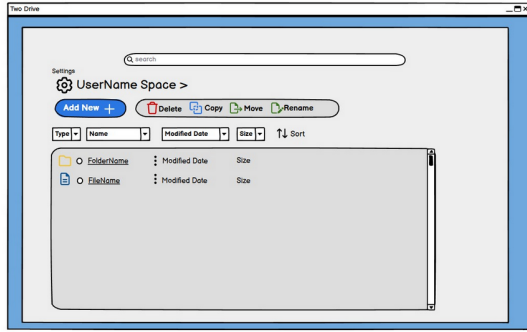 Two Drive
search
Settings
UserName Space >
Add New + Delete Copy Move Rename
Type Name Modified Date Size Sort
FolderName Modified Date Size
FileName Modified Date Size